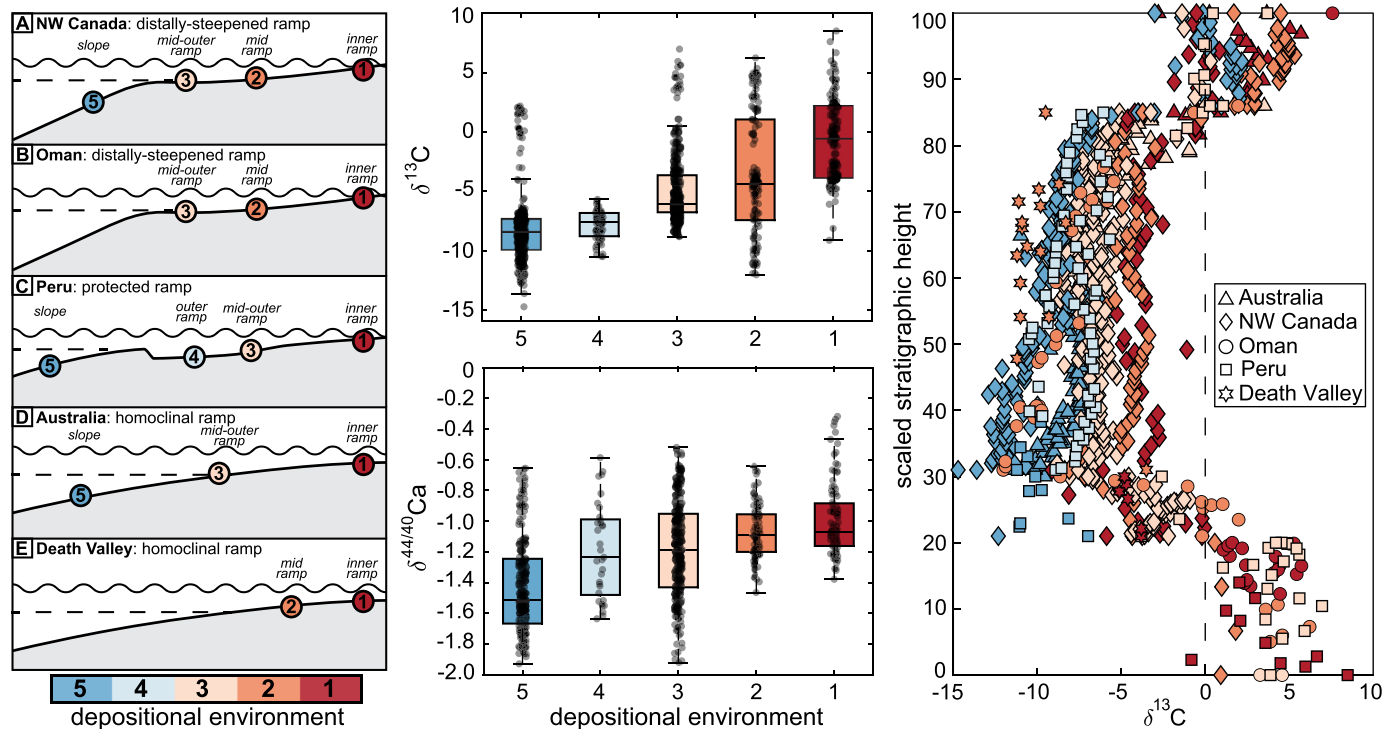 A NW Canada: distally-steepened ramp
slope
mid-outer ramp
mid ramp
inner ramp
5
3
2
1
B Oman: distally-steepened ramp
mid-outer ramp
mid ramp
inner ramp
3
2
1
C Peru: protected ramp
slope
outer ramp
mid-outer ramp
inner ramp
5
4
3
1
D Australia: homoclinal ramp
slope
mid-outer ramp
inner ramp
5
3
1
E Death Valley: homoclinal ramp
mid ramp
inner ramp
2
1
5 4 3 2 1
depositional environment
10
5
0
-5
-10
-15
δ13C
5 4 3 2 1
0
-0.2
-0.4
-0.6
-0.8
-1.0
-1.2
-1.4
-1.6
-1.8
-2.0
δ44/40Ca
5 4 3 2 1
depositional environment
100
90
80
70
60
50
40
30
20
10
0
scaled stratigraphic height
Australia
NW Canada
Oman
Peru
Death Valley
-15 -10 -5 0 5 10
δ13C